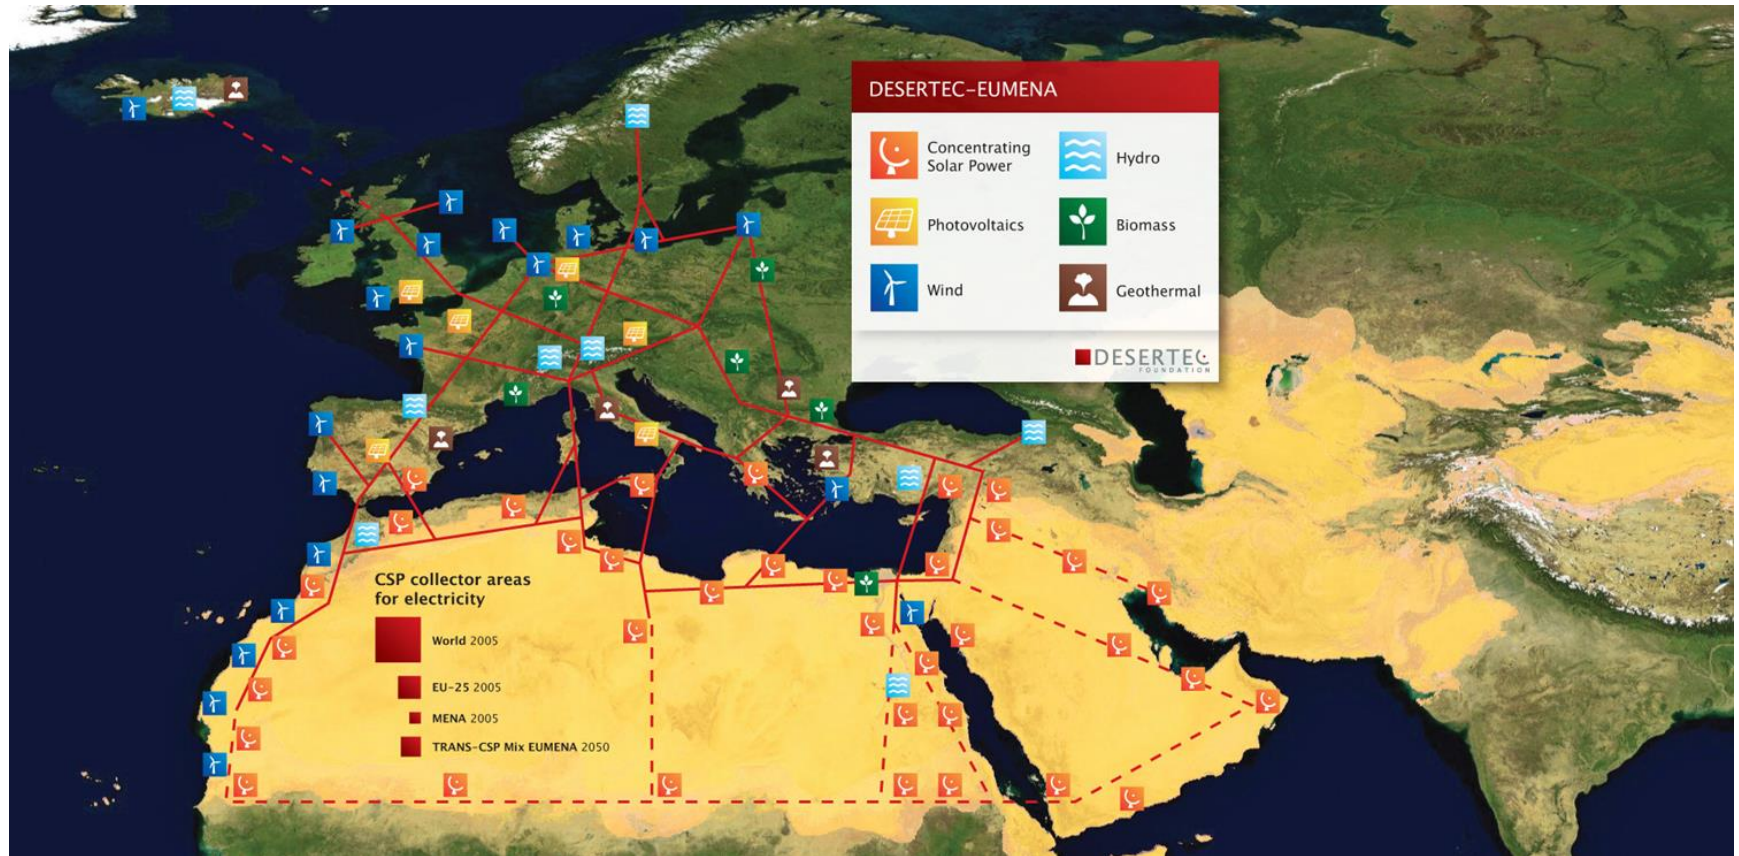 DESERTEC–EUMENA
Concentrating
Solar Power
Hydro
Photovoltaics
Biomass
Wind
Geothermal
DESERTEC
FOUNDATION
CSP collector areas
for electricity
World 2005
EU-25 2005
MENA 2005
TRANS-CSP Mix EUMENA 2050